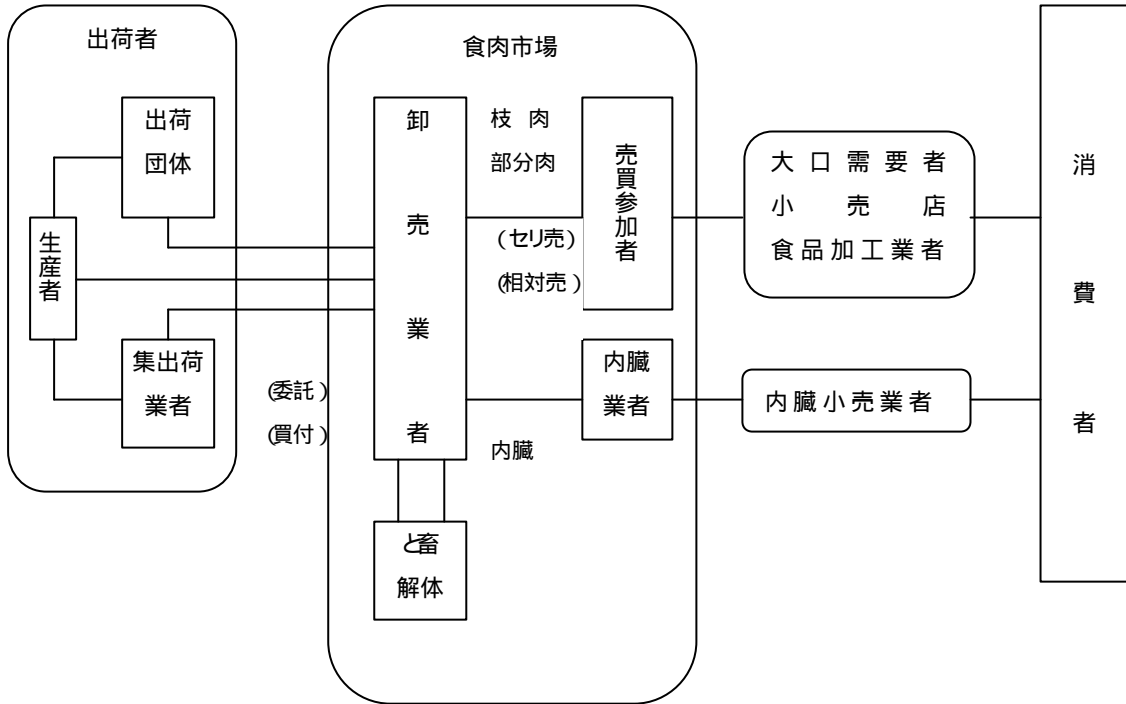 出荷者
出荷
団体
生産者
集出荷
業者
(委託)
(買付)
食肉市場
卸売業者
枝肉
部分肉
(セリ売)
(相対売)
内臓
と畜
解体
売買参加者
内臓
業者
大口需要者
小売店
食品加工業者
内臓小売業者
消費者